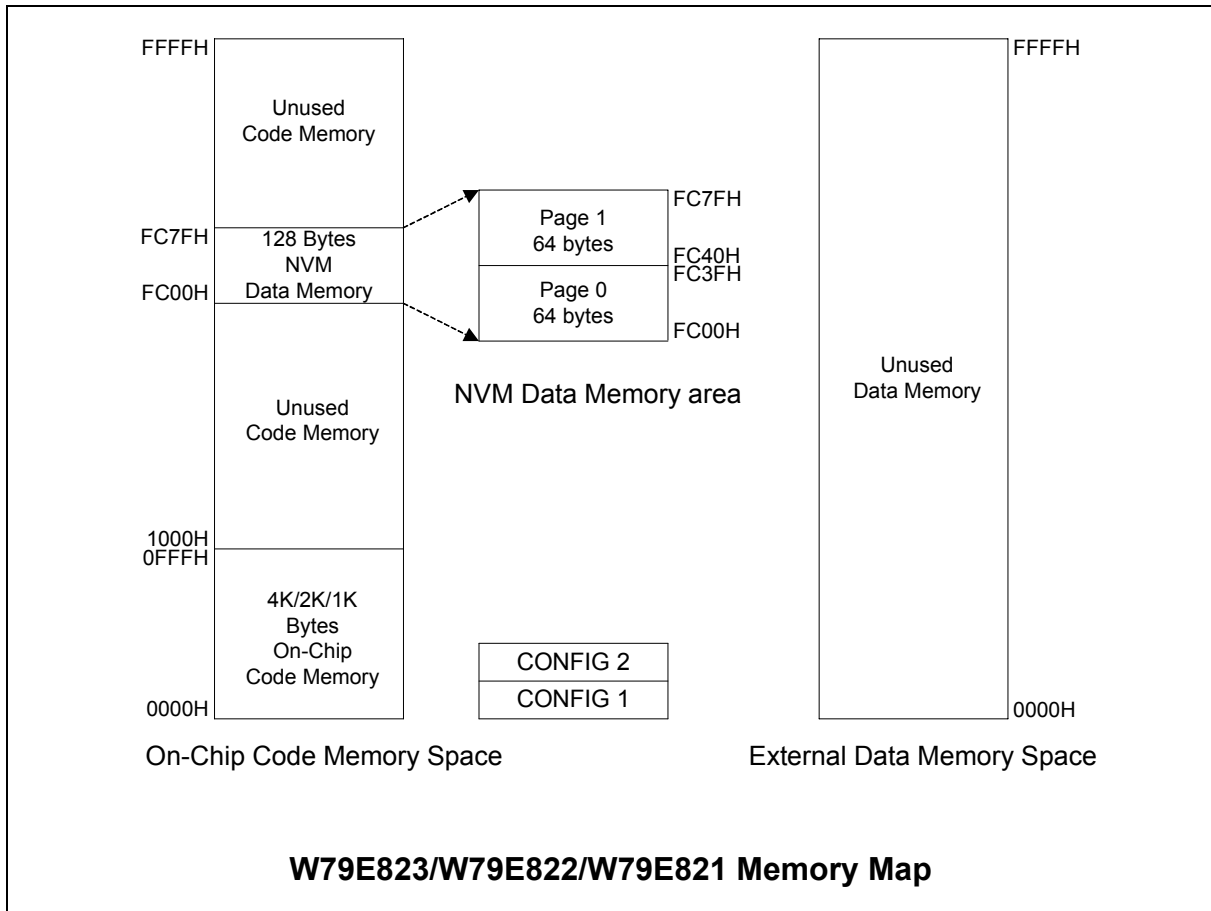 FFFFH
Unused
Code Memory
FC7FH
128 Bytes
NVM
Data Memory
FC00H
Unused
Code Memory
1000H
0FFFH
4K/2K/1K
Bytes
On-Chip
Code Memory
0000H
On-Chip Code Memory Space
FC7FH
Page 1
64 bytes
FC40H
FC3FH
Page 0
64 bytes
FC00H
NVM Data Memory area
CONFIG 2
CONFIG 1
FFFFH
Unused
Data Memory
0000H
External Data Memory Space
W79E823/W79E822/W79E821 Memory Map